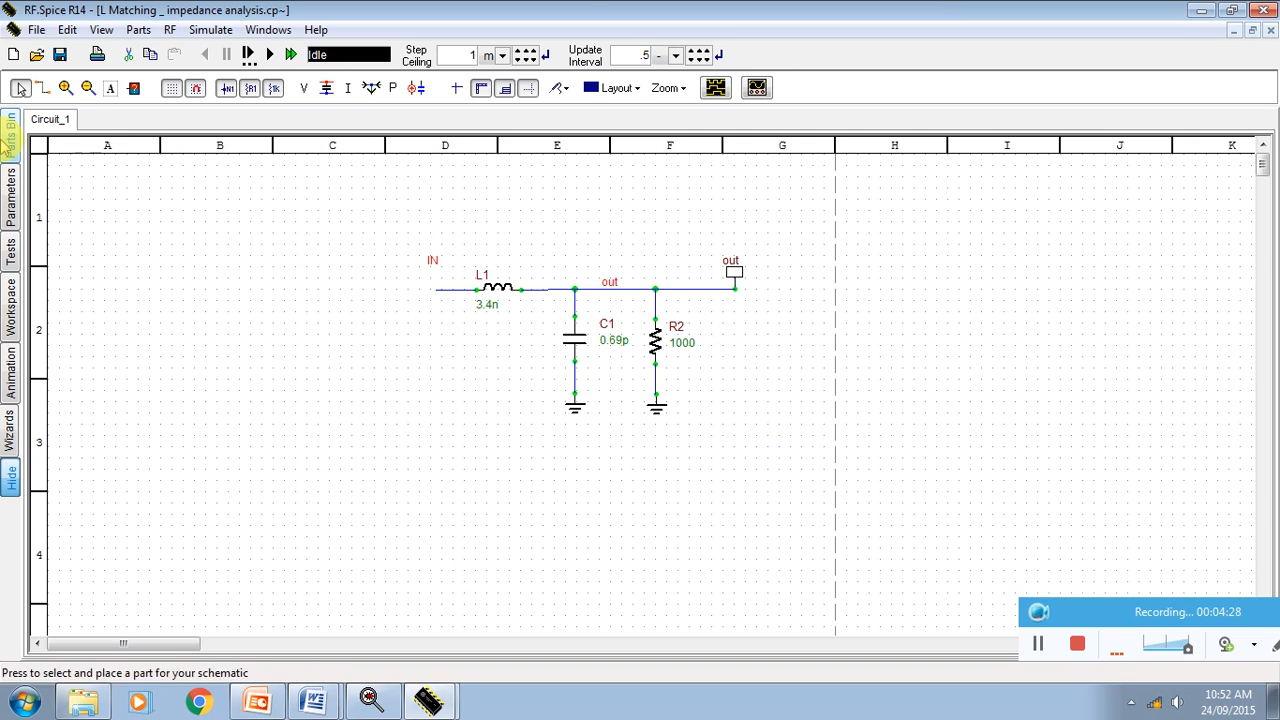 RF.Spice R14 - [L Matching _ impedance analysis.cp~]
File Edit View Parts RF Simulate Windows Help
Idle
Step Ceiling
1 m
Update Interval
.5 -
A
N1 R1 1K
V I P
Layout
Zoom
Circuit_1
Parts Bin
Parameters
Tests
Workspace
Animation
Wizards
Hide
A B C D E F G H I J K
1
2
3
4
IN
L1
3.4n
out
out
C1
0.69p
R2
1000
Recording... 00:04:28
Press to select and place a part for your schematic
10:52 AM
24/09/2015